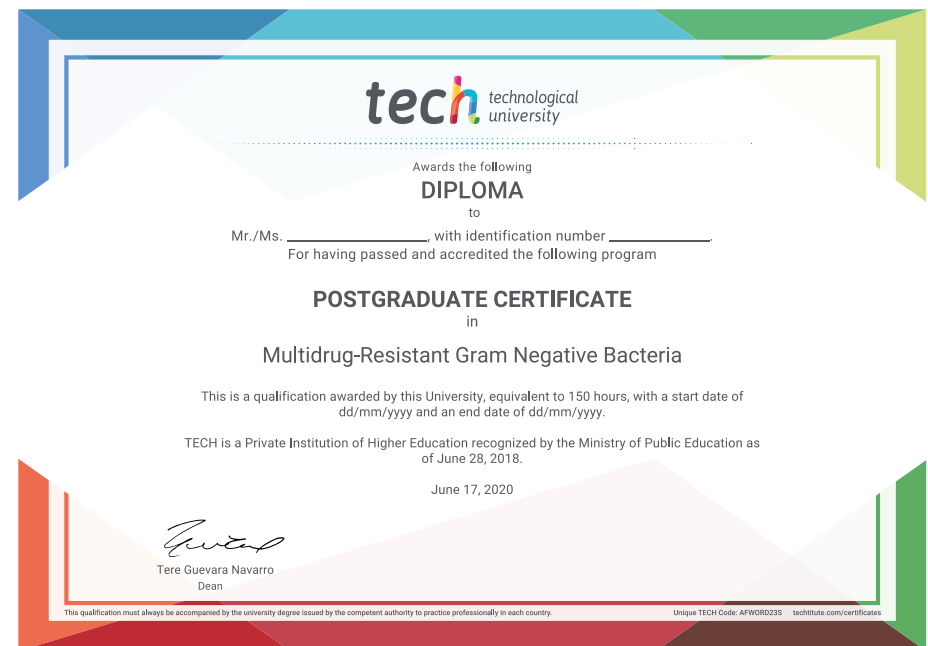 tech technological
university
Awards the following
DIPLOMA
to
Mr./Ms. ____________________, with identification number ______________.
For having passed and accredited the following program
POSTGRADUATE CERTIFICATE
in
Multidrug-Resistant Gram Negative Bacteria
This is a qualification awarded by this University, equivalent to 150 hours, with a start date of
dd/mm/yyyy and an end date of dd/mm/yyyy.
TECH is a Private Institution of Higher Education recognized by the Ministry of Public Education as
of June 28, 2018.
June 17, 2020
Tere Guevara Navarro
Dean
This qualification must always be accompanied by the university degree issued by the competent authority to practice professionally in each country.
Unique TECH Code: AFWORD23S techtitute.com/certificates